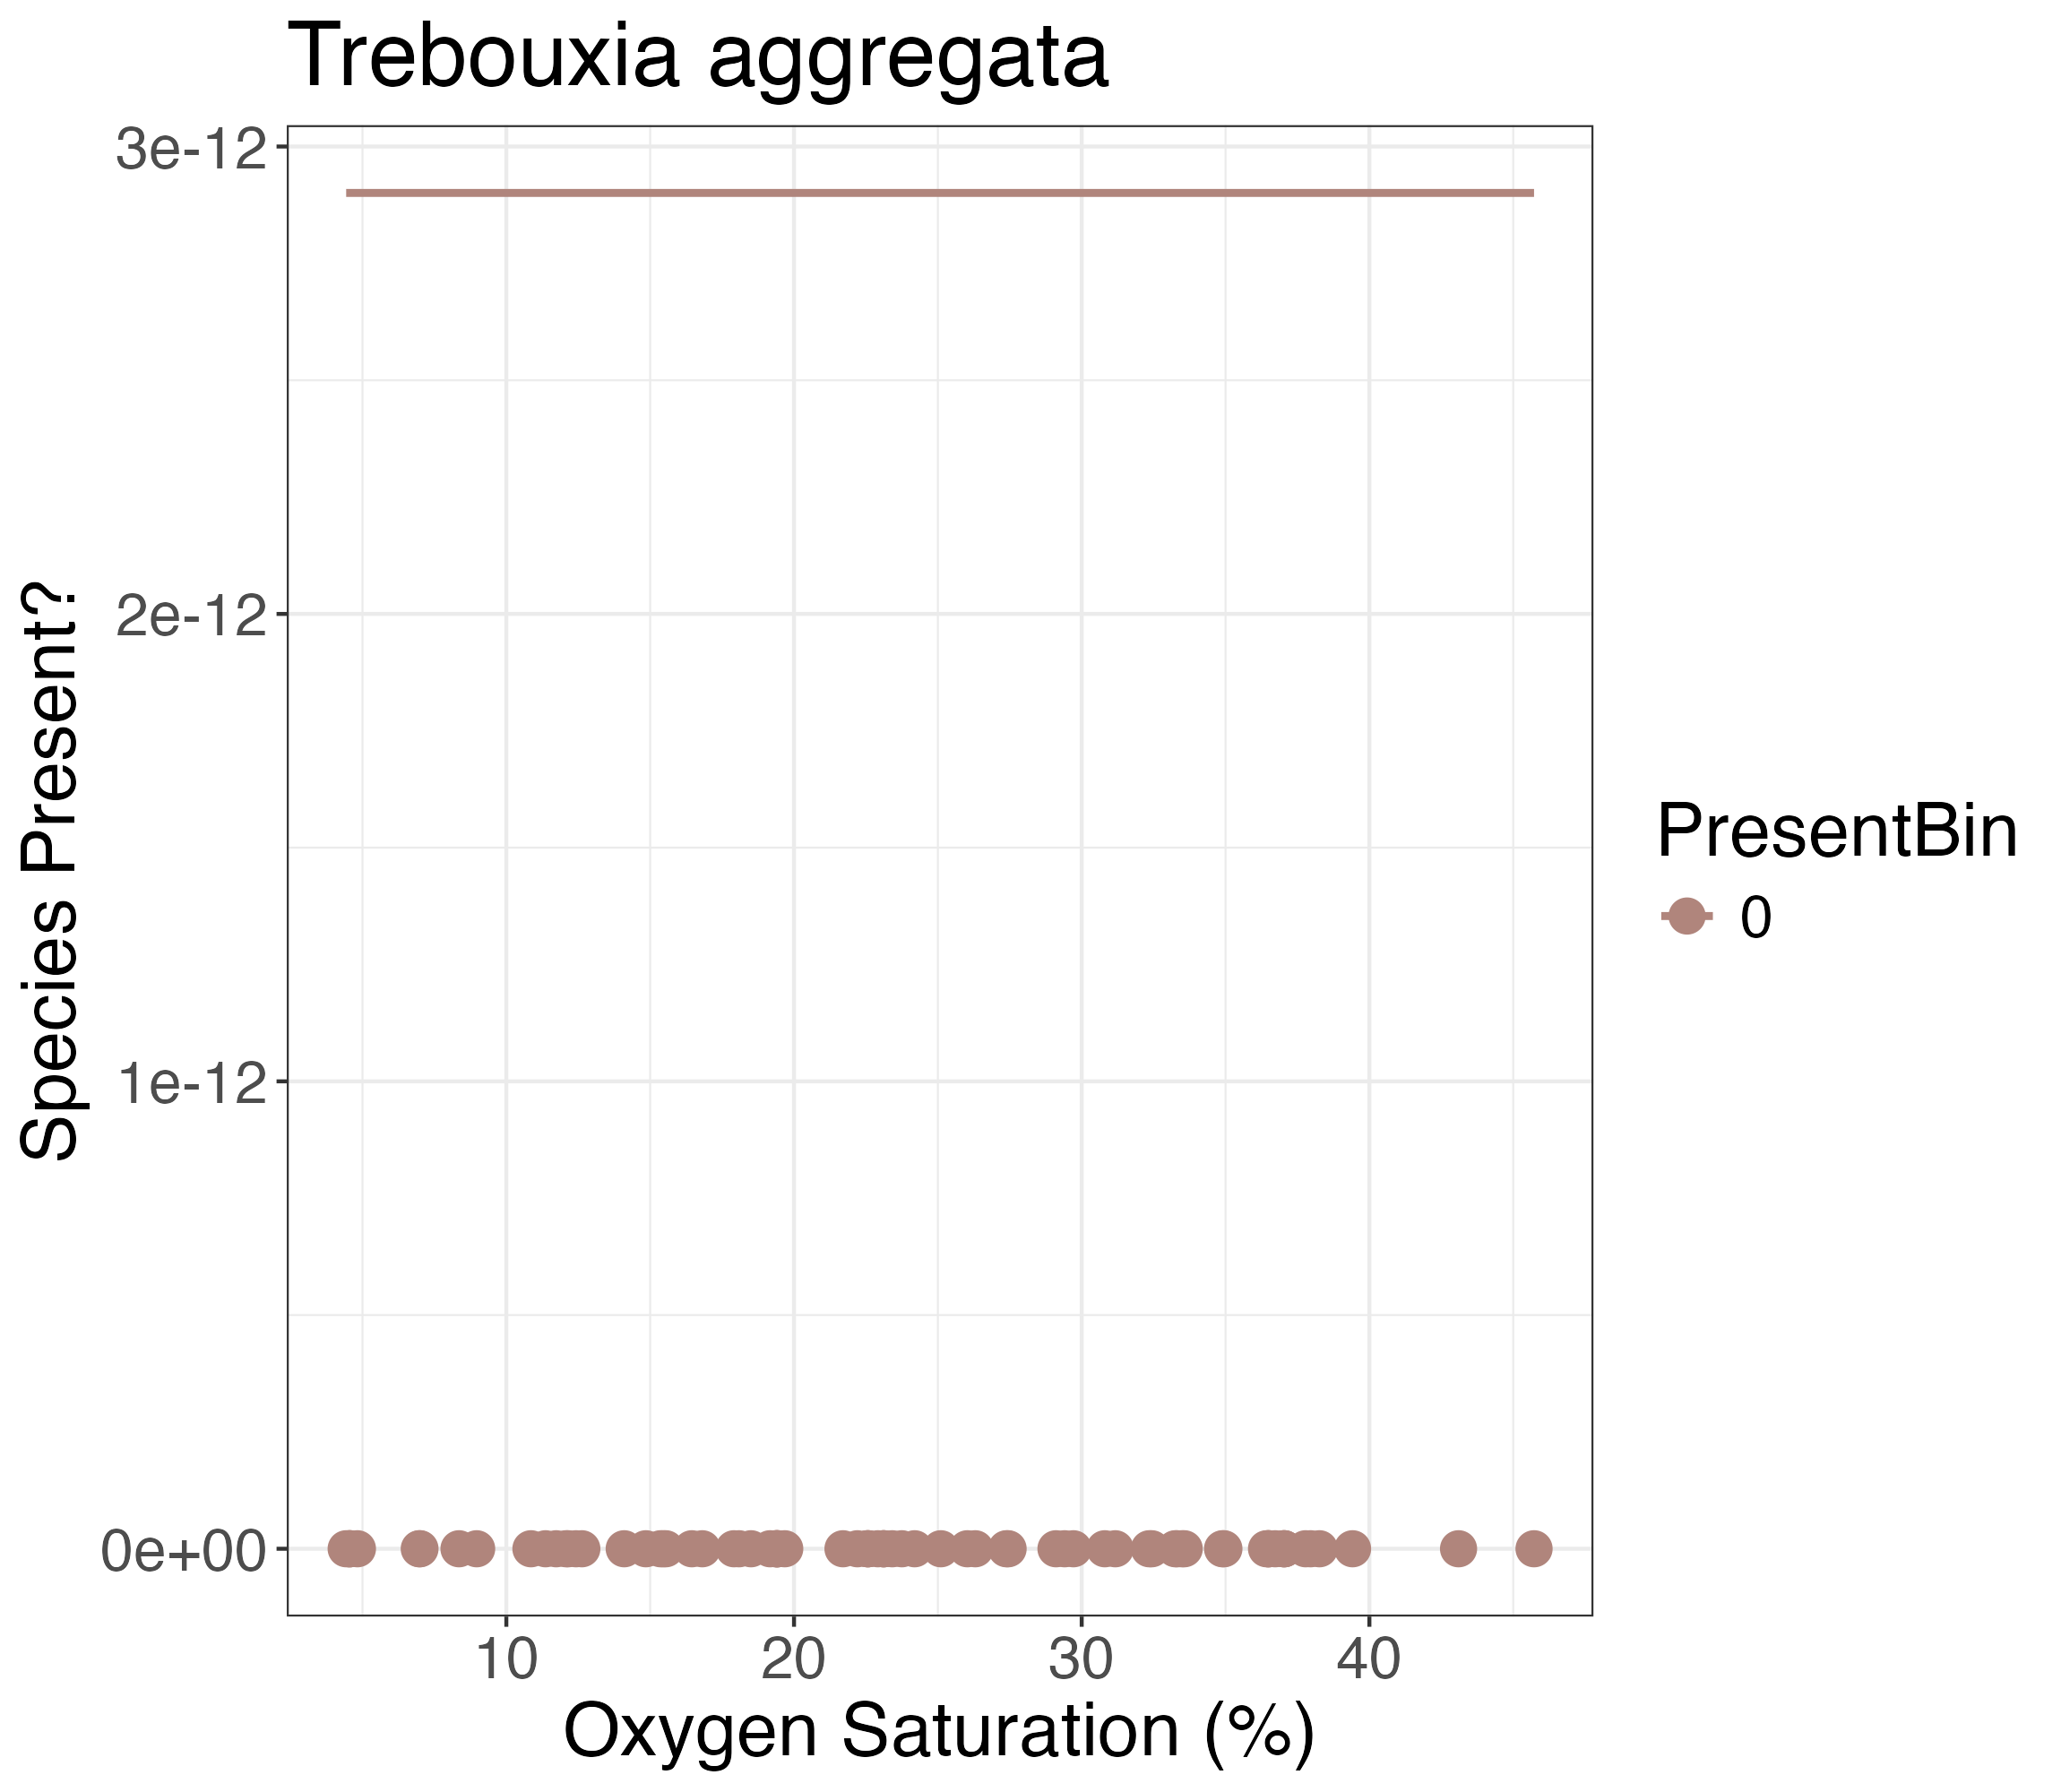 Trebouxia aggregata
3e-12
2e-12
1e-12
0e+00
Species Present?
10 20 30 40
Oxygen Saturation (%)
PresentBin
0